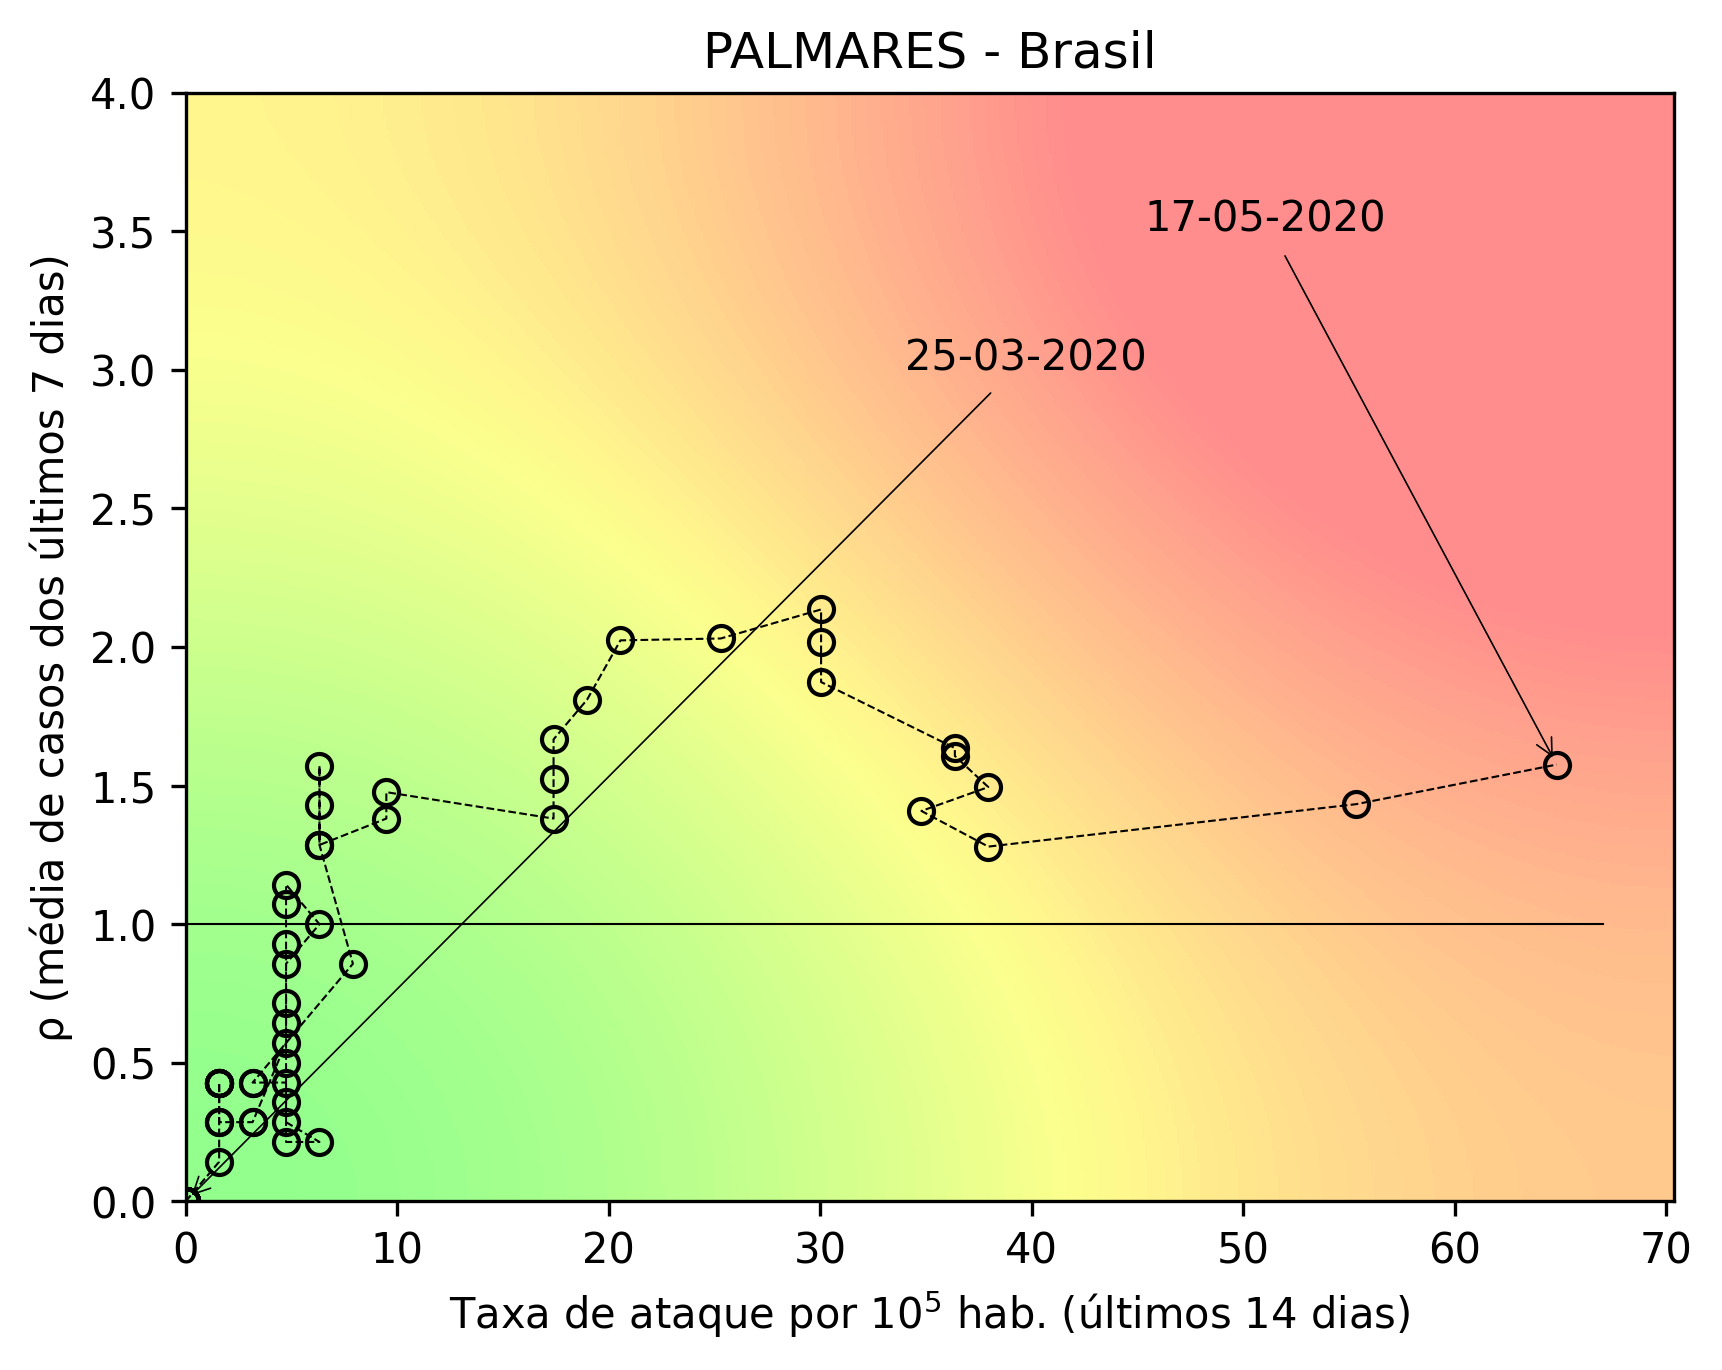 PALMARES - Brasil
4.0
3.5
3.0
2.5
2.0
1.5
1.0
0.5
0.0
ρ (média de casos dos últimos 7 dias)
17-05-2020
25-03-2020
0 10 20 30 40 50 60 70
Taxa de ataque por 10⁵ hab. (últimos 14 dias)